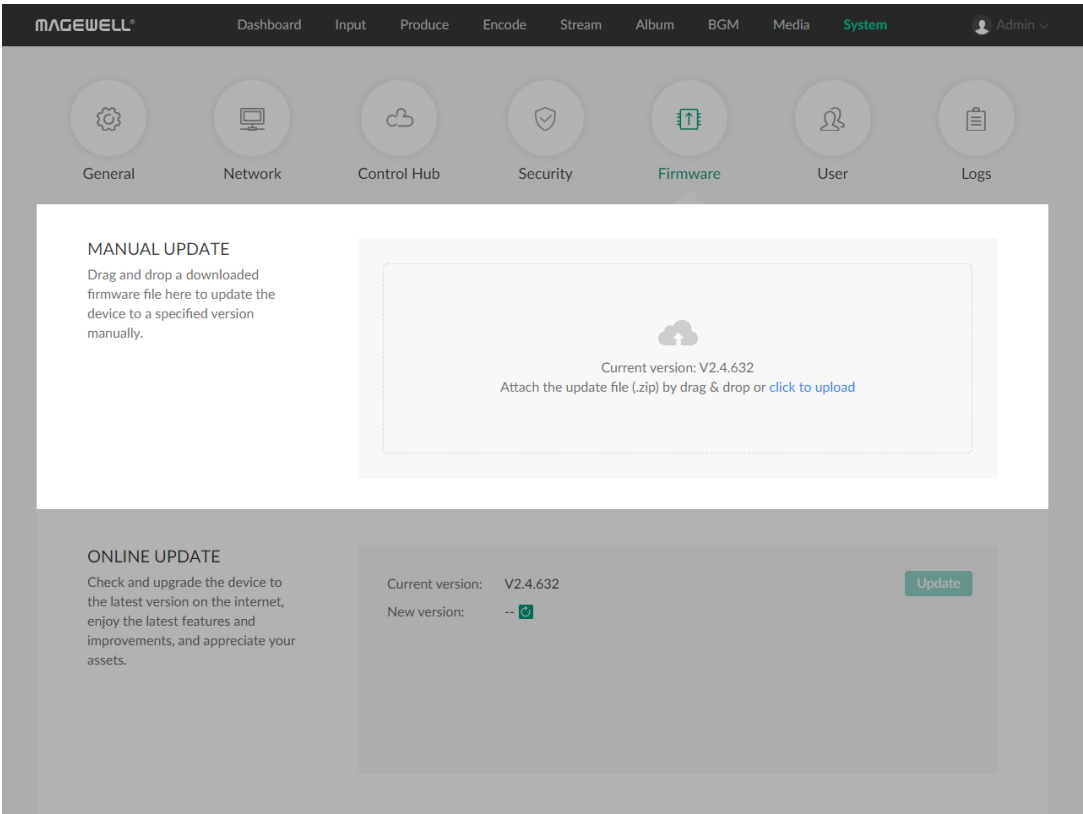 MAGEWELL®
Dashboard Input Produce Encode Stream Album BGM Media System Admin
General Network Control Hub Security Firmware User Logs
MANUAL UPDATE
Drag and drop a downloaded
firmware file here to update the
device to a specified version
manually.
Current version: V2.4.632
Attach the update file (.zip) by drag & drop or click to upload
ONLINE UPDATE
Check and upgrade the device to
the latest version on the internet,
enjoy the latest features and
improvements, and appreciate your
assets.
Current version: V2.4.632
Update
New version: --